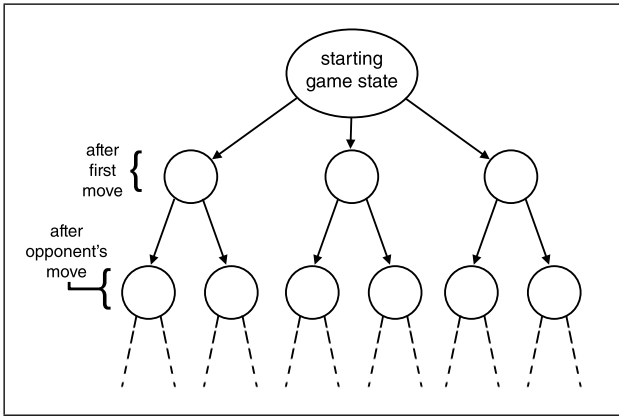 starting
game state
after
first
move
after
opponent's
move